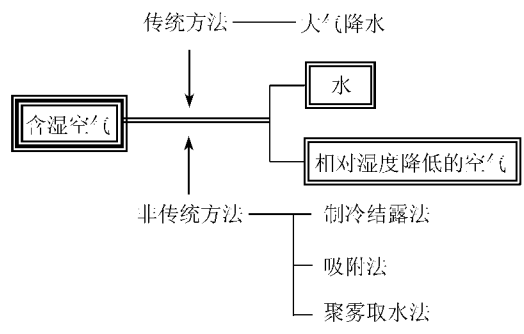 传统方法 大气降水
水
含湿空气
相对湿度降低的空气
非传统方法 制冷结露法
吸附法
聚雾取水法